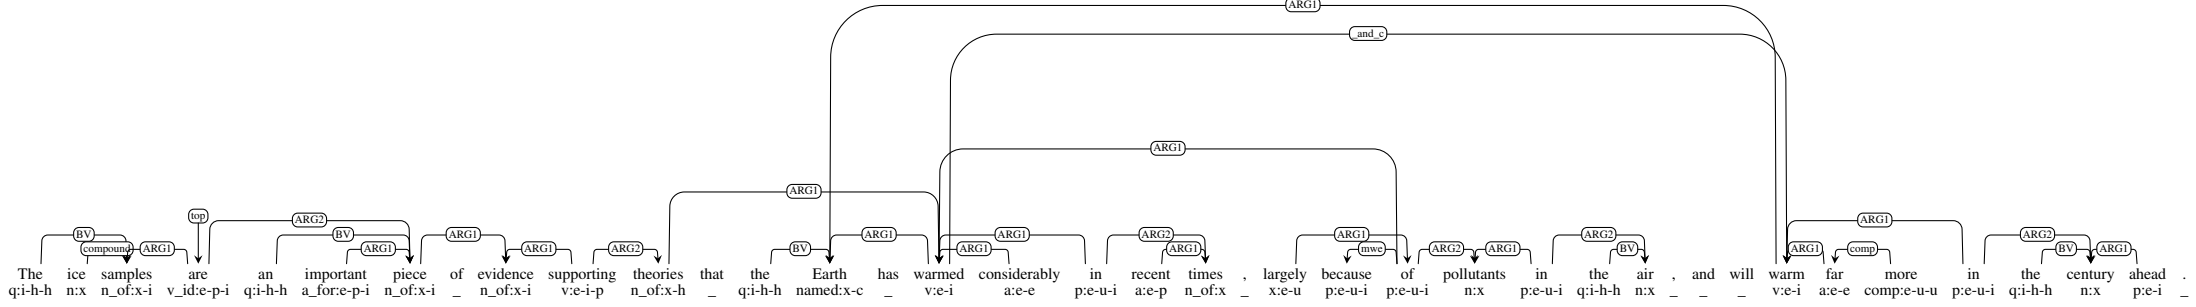 ARG1
_and_c
ARG1
ARG1
top
ARG2 ARG1
BV BV ARG1 ARG1 ARG1 ARG2 ARG1 ARG2 ARG2
compound ARG1 ARG1 ARG1 ARG2 BV ARG1 ARG1 mwe ARG2 ARG1 BV ARG1 comp BV ARG1
The ice samples are an important piece of evidence supporting theories that the Earth has warmed considerably in recent times , largely because of pollutants in the air , and will warm far more in the century ahead .
q:i-h-h n:x n_of:x-i v_id:e-p-i q:i-h-h a_for:e-p-i n_of:x-i _ n_of:x-i v:e-i-p n_of:x-h _ q:i-h-h named:x-c _ v:e-i a:e-e p:e-u-i a:e-p n_of:x _ x:e-u p:e-u-i p:e-u-i n:x p:e-u-i q:i-h-h n:x _ _ _ v:e-i a:e-e comp:e-u-u p:e-u-i q:i-h-h n:x p:e-i _